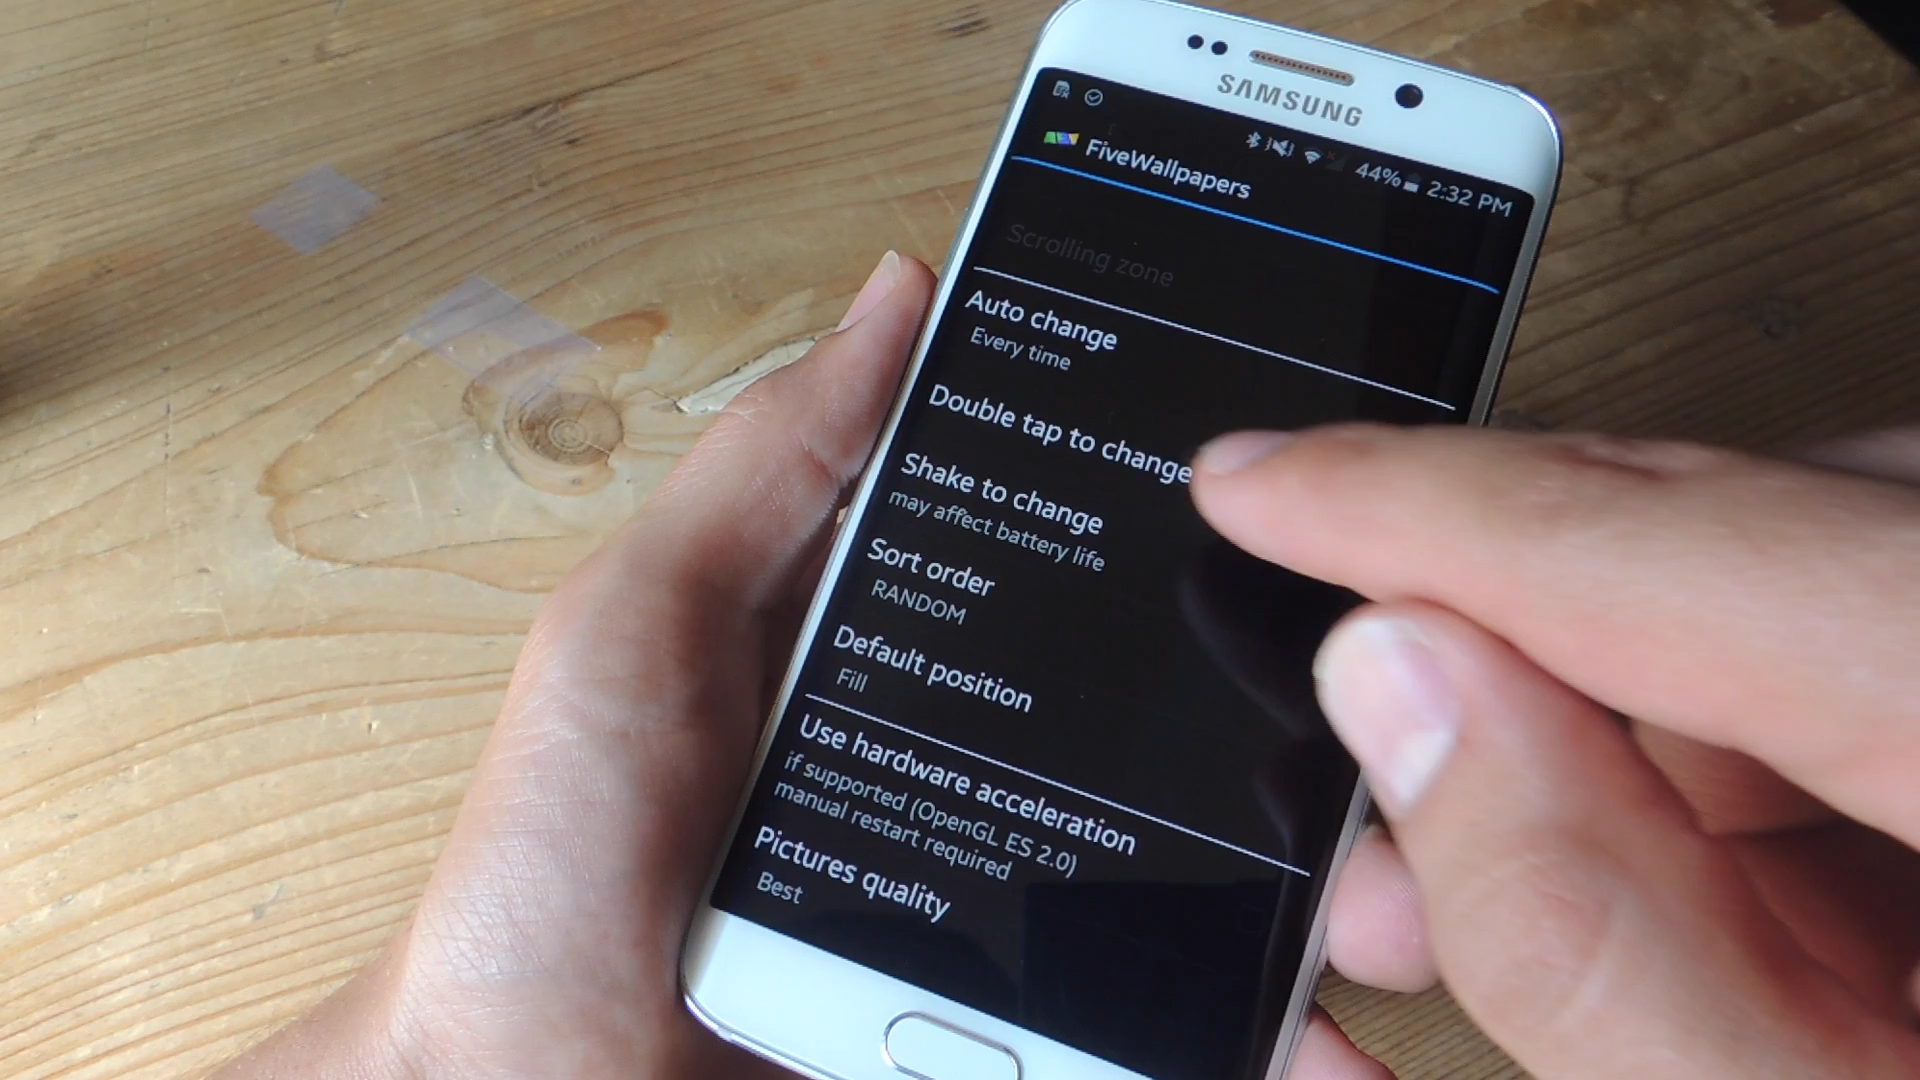 SAMSUNG
44% 2:32 PM
FiveWallpapers
Scrolling zone
Auto change
Every time
Double tap to change
Shake to change
may affect battery life
Sort order
RANDOM
Default position
Fill
Use hardware acceleration
if supported (OpenGL ES 2.0)
manual restart required
Pictures quality
Best